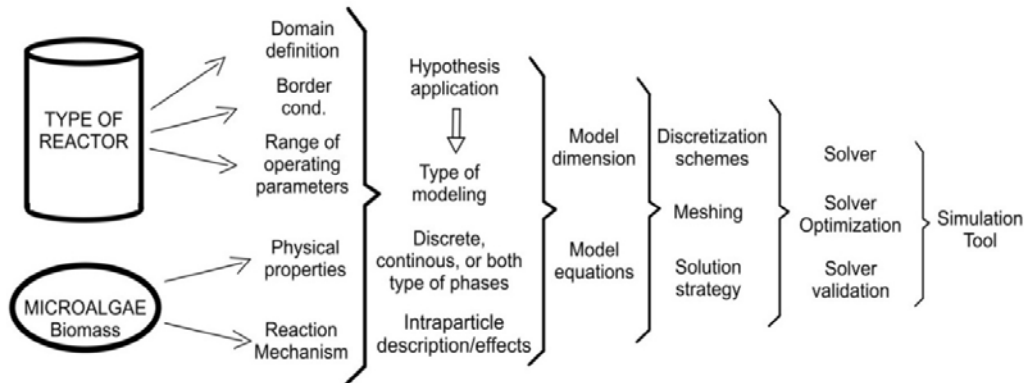 TYPE OF
REACTOR
MICROALGAE
Biomass
Domain
definition
Border
cond.
Range of
operating
parameters
Physical
properties
Reaction
Mechanism
Hypothesis
application
Type of
modeling
Discrete,
continous, or both
type of phases
Intraparticle
description/effects
Model
dimension
Model
equations
Discretization
schemes
Meshing
Solution
strategy
Solver
Solver
Optimization
Solver
validation
Simulation
Tool